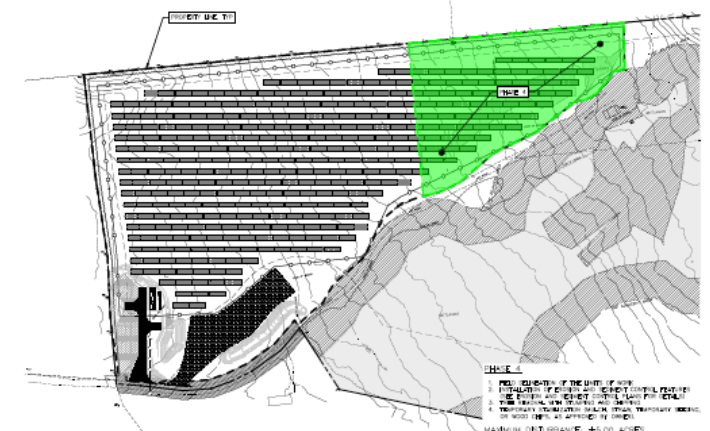 PROPERTY LINE, TYP
PHASE 4
PHASE 4
1. FIELD DELINEATION OF THE LIMITS OF WORK
2. INSTALLATION OF EROSION AND SEDIMENT CONTROL FEATURES
(SEE EROSION AND SEDIMENT CONTROL PLANS FOR DETAILS)
3. TREE REMOVAL WITH STUMPING AND CHIPPING
4. TEMPORARY STABILIZATION (MULCH, STRAW, TEMPORARY SEEDING,
OR WOOD CHIPS, AS APPROVED BY OWNER)
MAXIMUM DISTURBANCE: ±5.00 ACRES